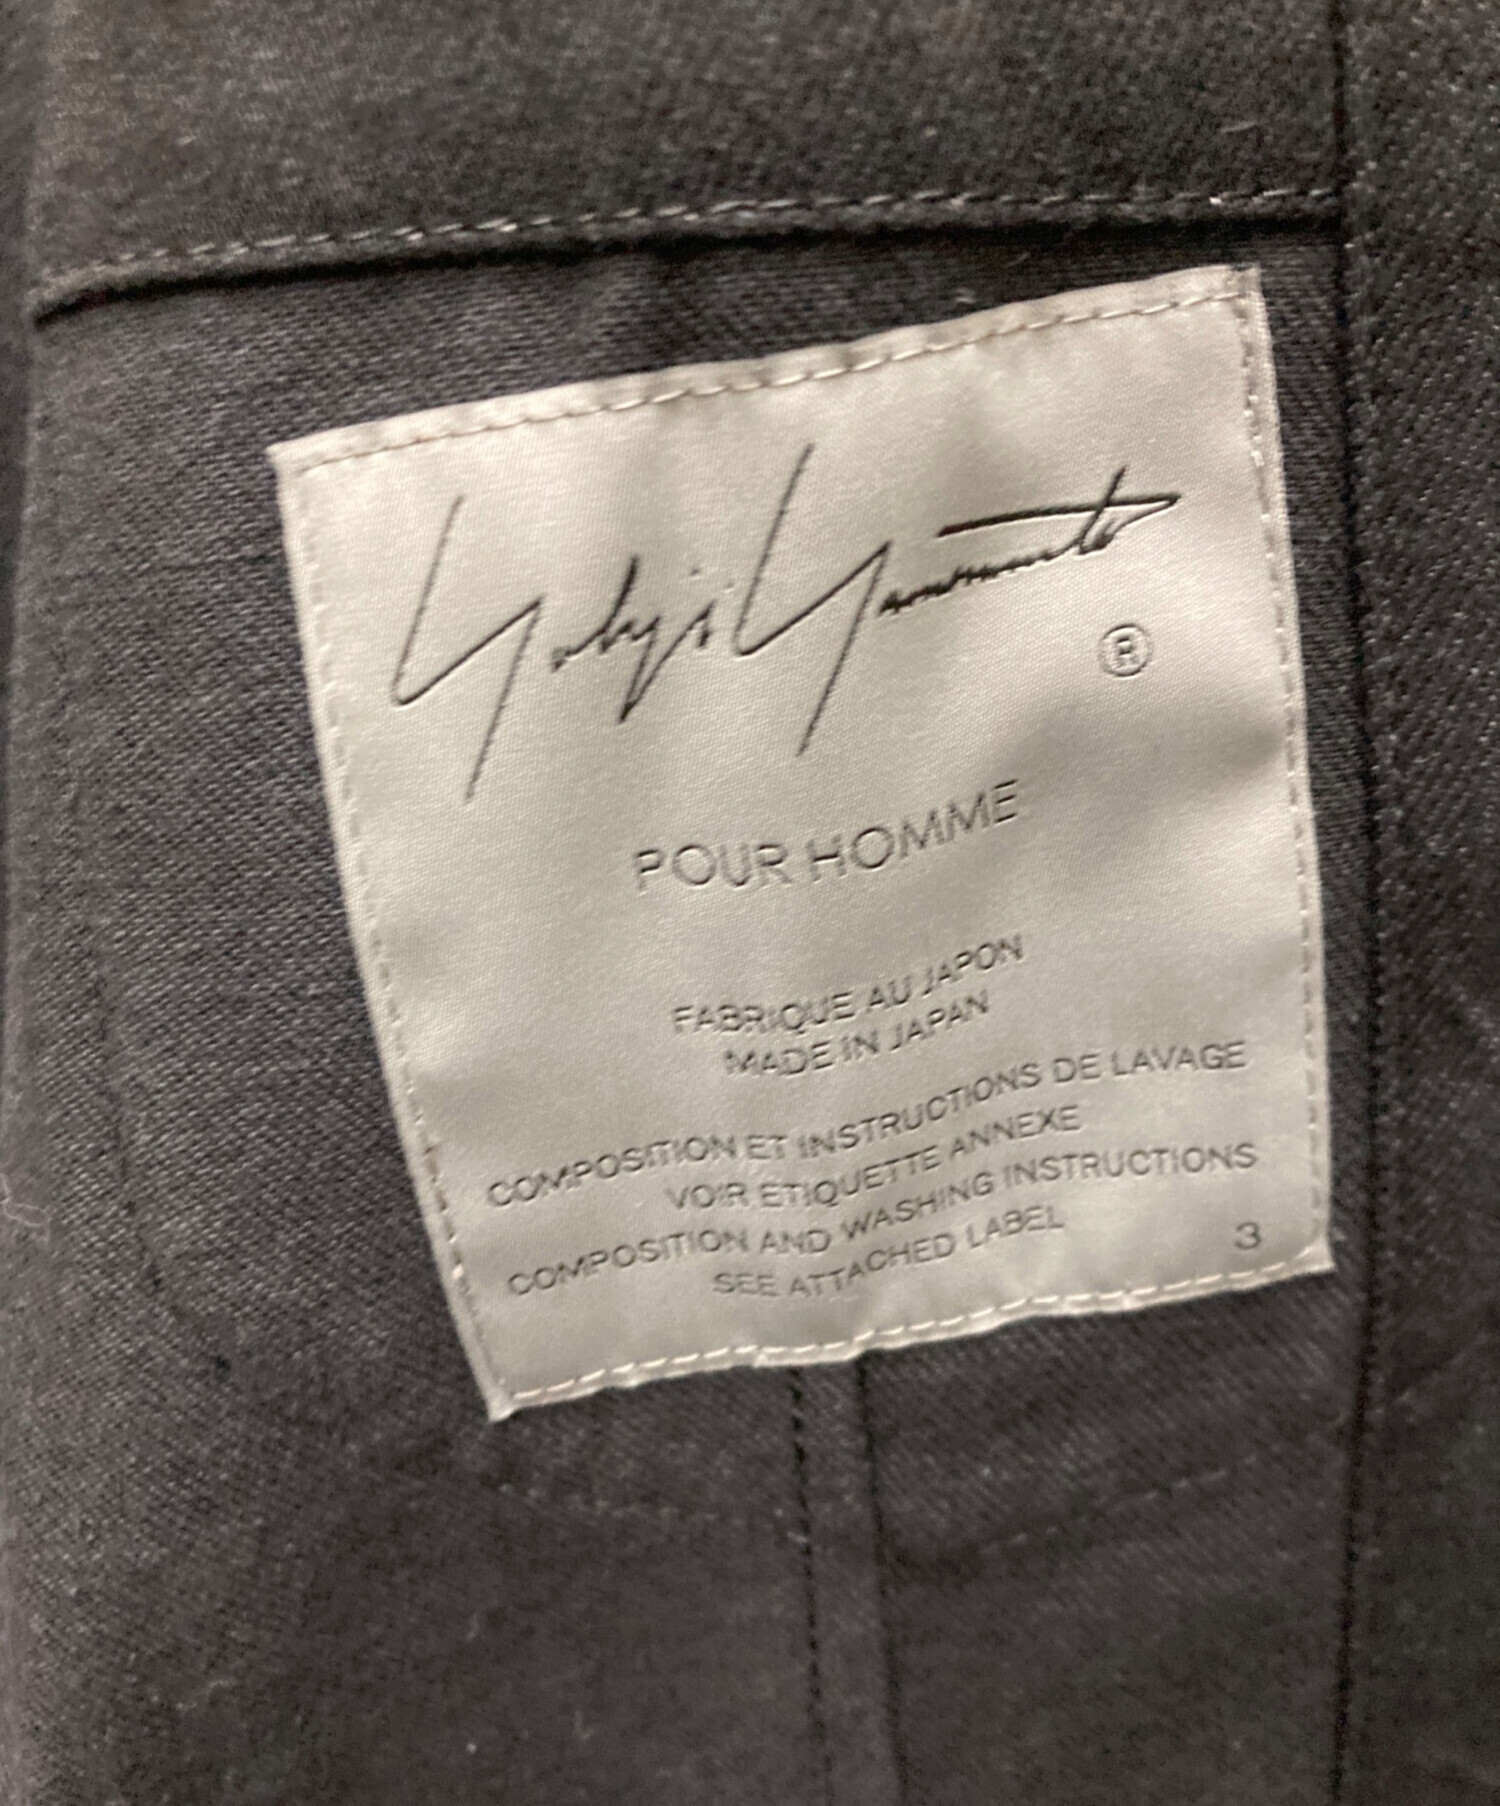 Yohji Yamamoto
®
POUR HOMME
FABRIQUE AU JAPON
MADE IN JAPAN
COMPOSITION ET INSTRUCTIONS DE LAVAGE
VOIR ETIQUETTE ANNEXE
COMPOSITION AND WASHING INSTRUCTIONS
SEE ATTACHED LABEL
3